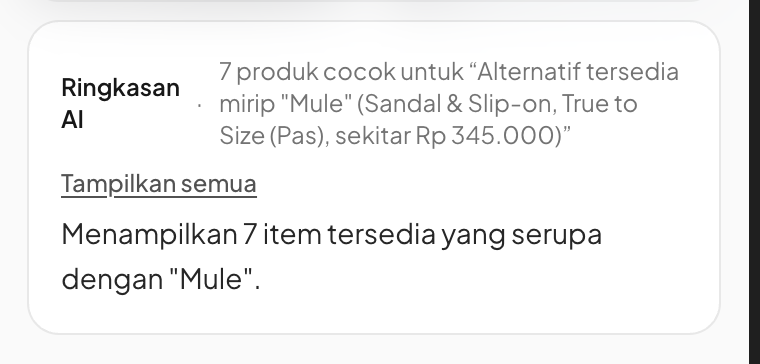 Ringkasan
AI
·
7 produk cocok untuk “Alternatif tersedia
mirip "Mule" (Sandal & Slip-on, True to
Size (Pas), sekitar Rp 345.000)”
Tampilkan semua
Menampilkan 7 item tersedia yang serupa
dengan "Mule".